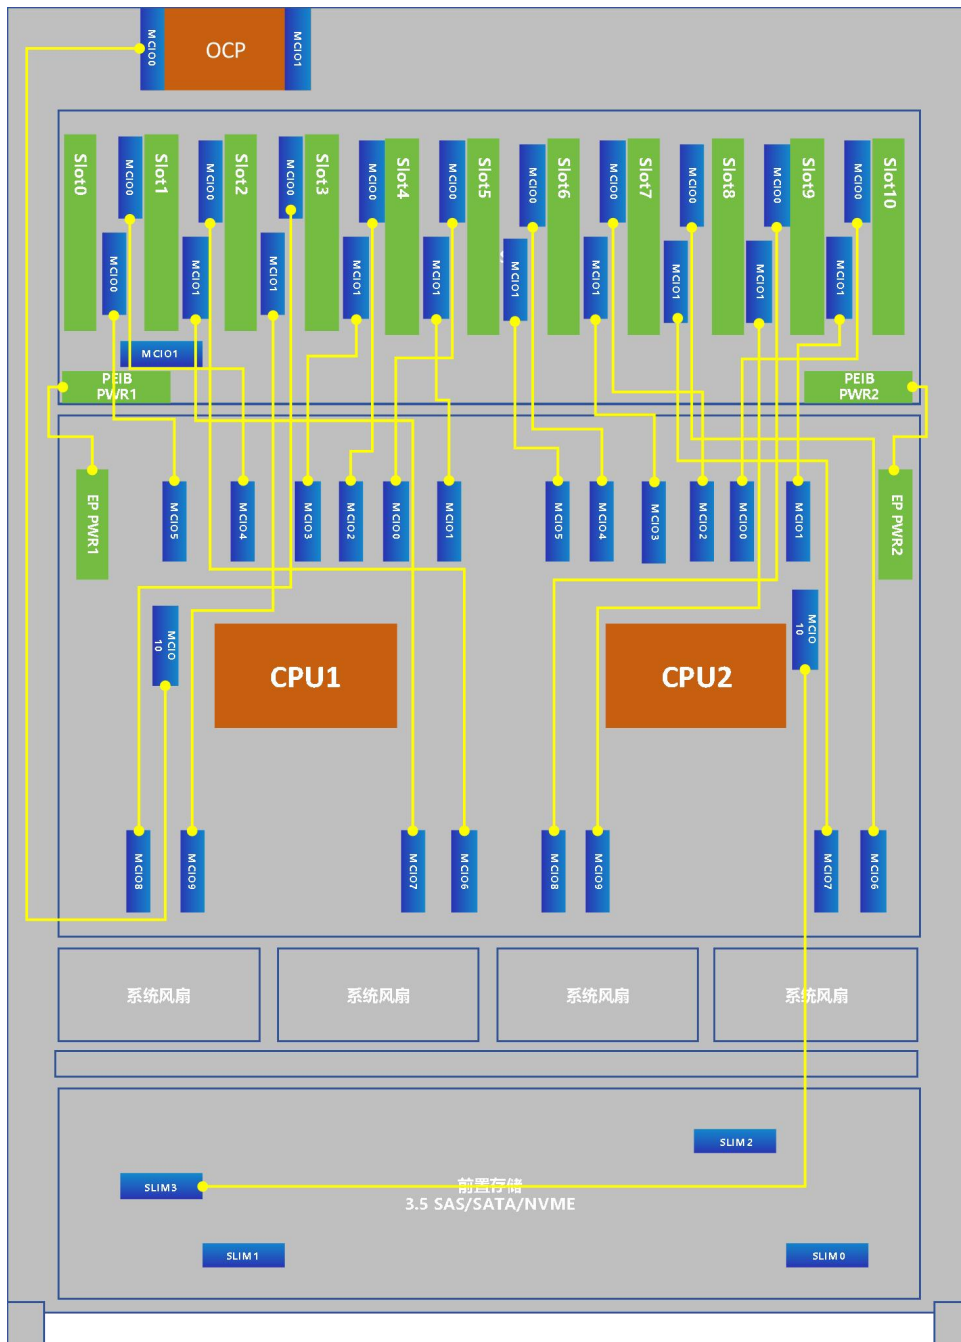 MCIO0
OCP
MCIO1
Slot0
MCIO0
Slot1
MCIO0
Slot2
MCIO0
Slot3
MCIO0
Slot4
MCIO0
Slot5
MCIO0
Slot6
MCIO0
Slot7
MCIO0
Slot8
MCIO0
Slot9
MCIO0
Slot10
MCIO0
MCIO1
MCIO1
MCIO1
MCIO1
MCIO1
MCIO1
MCIO1
MCIO1
MCIO1
MCIO1
PEIB
PWR1
PEIB
PWR2
EP PWR1
MCIO5
MCIO4
MCIO3
MCIO2
MCIO0
MCIO1
MCIO5
MCIO4
MCIO3
MCIO2
MCIO0
MCIO1
EP PWR2
MCIO
10
CPU1
CPU2
MCIO
10
MCIO8
MCIO9
MCIO7
MCIO6
MCIO8
MCIO9
MCIO7
MCIO6
系统风扇
系统风扇
系统风扇
系统风扇
SLIM2
SLIM3
前置存储
3.5 SAS/SATA/NVME
SLIM1
SLIM0